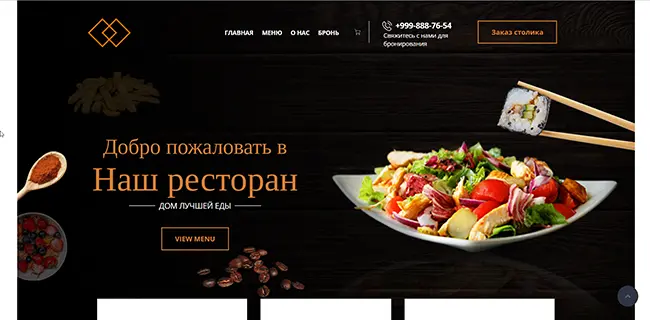 ГЛАВНАЯ МЕНЮ О НАС БРОНЬ
+999-888-76-54
Свяжитесь с нами для
бронирования
Заказ столика
Добро пожаловать в
Наш ресторан
ДОМ ЛУЧШЕЙ ЕДЫ
VIEW MENU